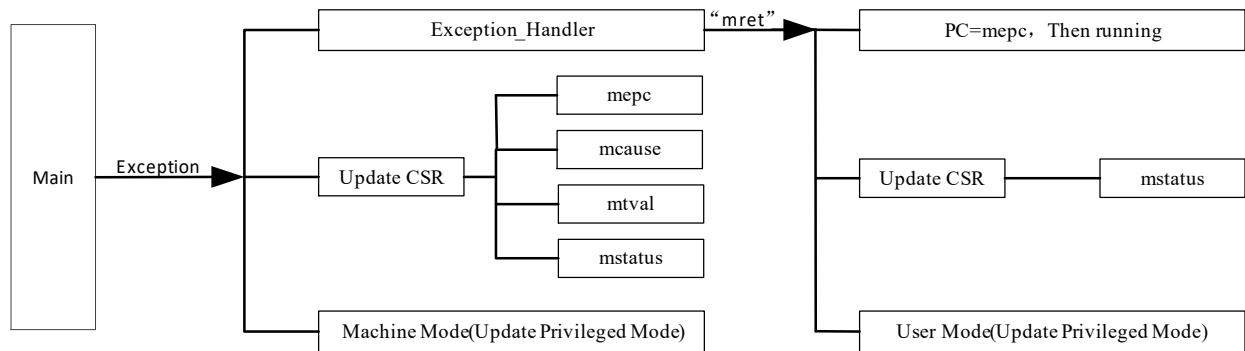 Main
Exception
Exception_Handler
Update CSR
mepc
mcause
mtval
mstatus
Machine Mode(Update Privileged Mode)
“mret”
PC=mepc，Then running
Update CSR
mstatus
User Mode(Update Privileged Mode)